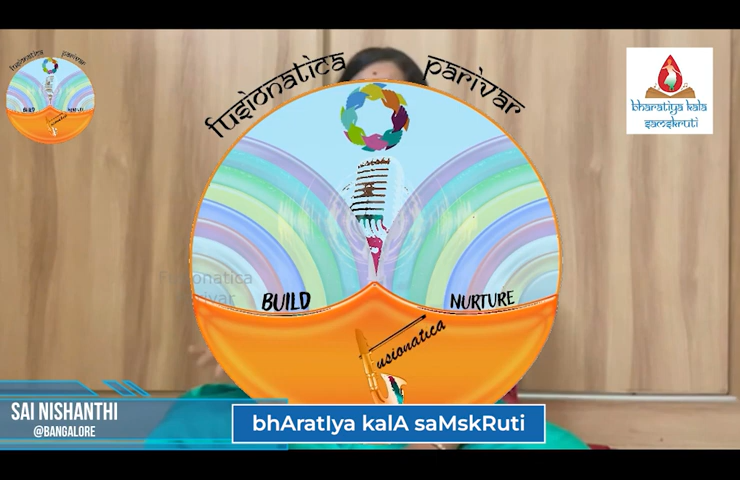 fusionatica parivar
fusionatica parivar
bharatiya kala
samskruti
Fusionatica
Parivar
BUILD
NURTURE
Fusionatica
SAI NISHANTHI
@BANGALORE
bhAratIya kalA saMskRuti